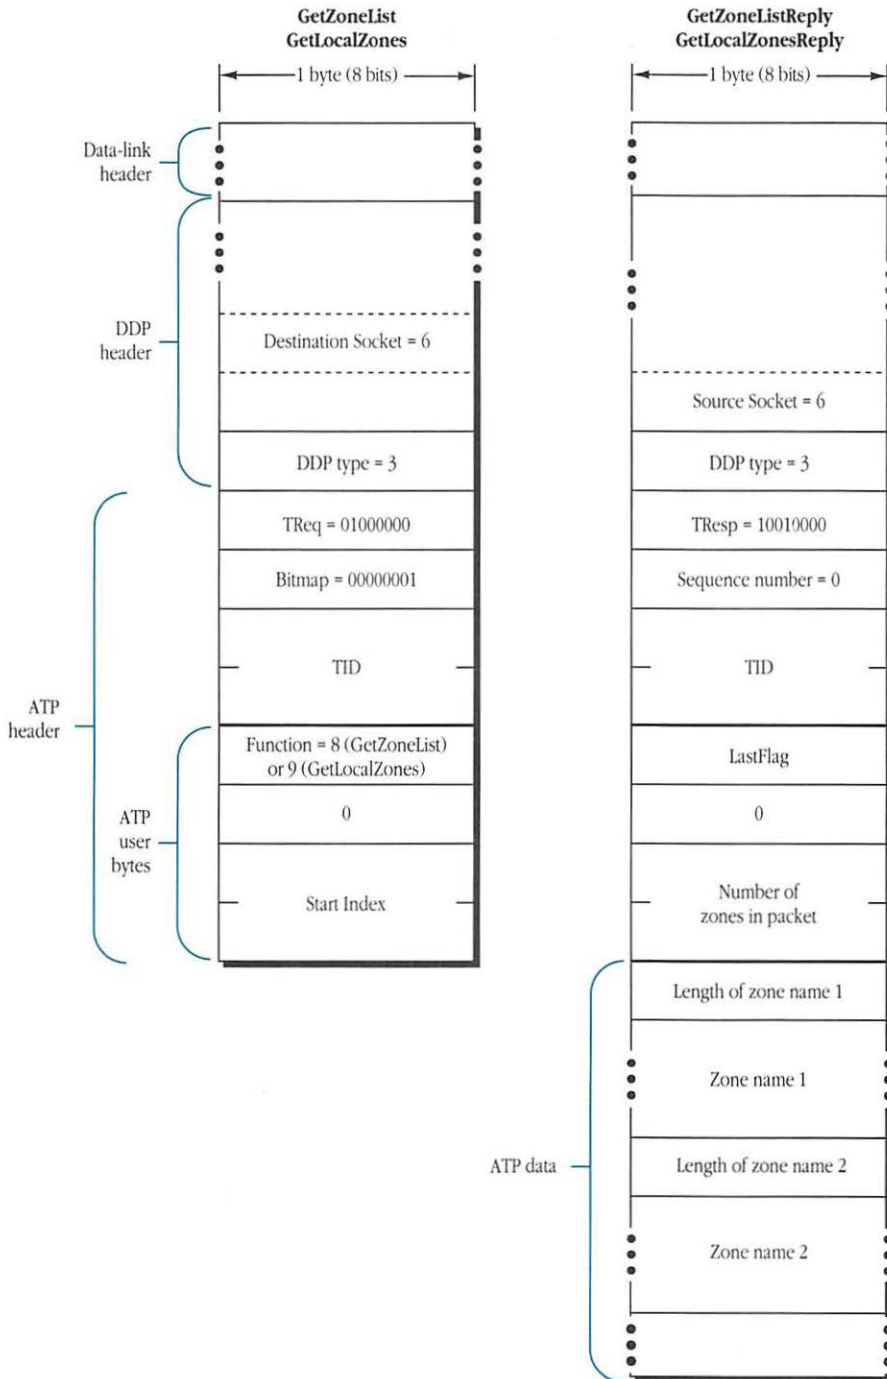 GetZoneList
GetLocalZones
1 byte (8 bits)
Data-link
header
DDP
header
Destination Socket = 6
DDP type = 3
ATP
header
TReq = 01000000
Bitmap = 00000001
TID
ATP
user
bytes
Function = 8 (GetZoneList)
or 9 (GetLocalZones)
0
Start Index
GetZoneListReply
GetLocalZonesReply
1 byte (8 bits)
Source Socket = 6
DDP type = 3
TResp = 10010000
Sequence number = 0
TID
LastFlag
0
Number of
zones in packet
ATP data
Length of zone name 1
Zone name 1
Length of zone name 2
Zone name 2